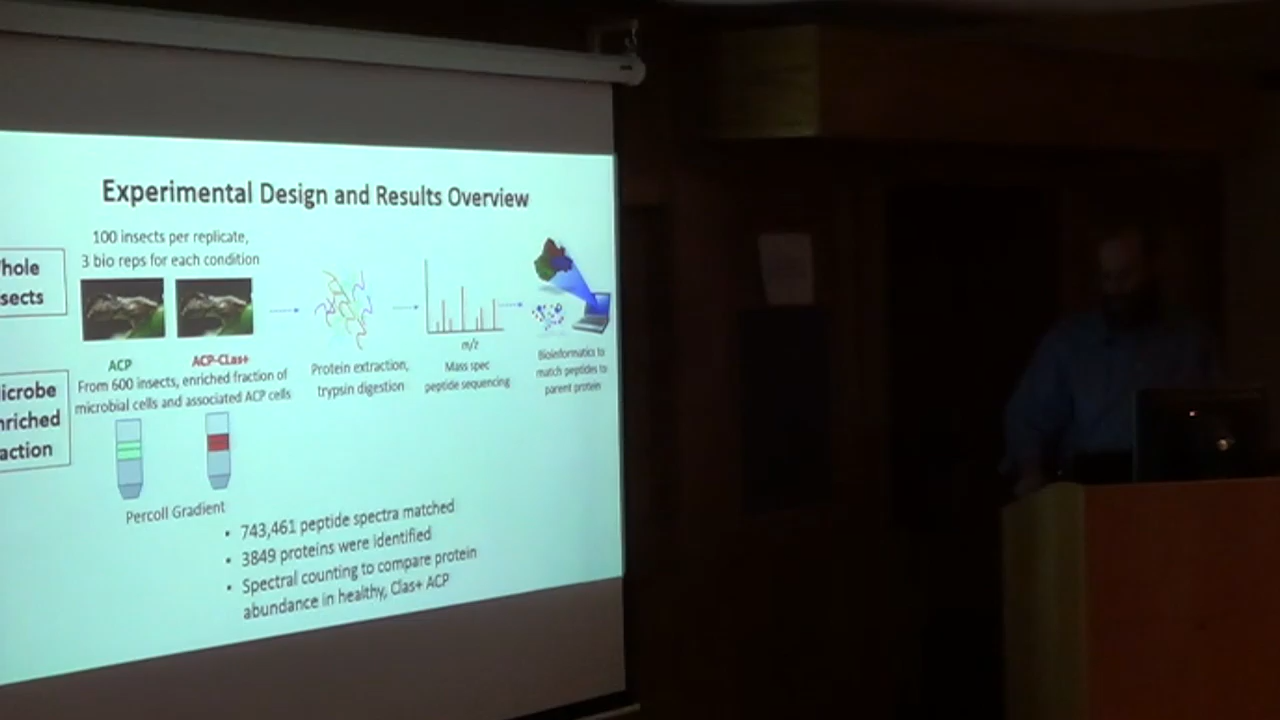 Experimental Design and Results Overview
100 insects per replicate,
3 bio reps for each condition
hole
sects
ACP
ACP-CLas+
From 600 insects, enriched fraction of
microbial cells and associated ACP cells
Protein extraction,
trypsin digestion
m/z
Mass spec
peptide sequencing
Bioinformatics to
match peptides to
parent protein
icrobe
nriched
action
Percoll Gradient
• 743,461 peptide spectra matched
• 3849 proteins were identified
• Spectral counting to compare protein
abundance in healthy, Clas+ ACP